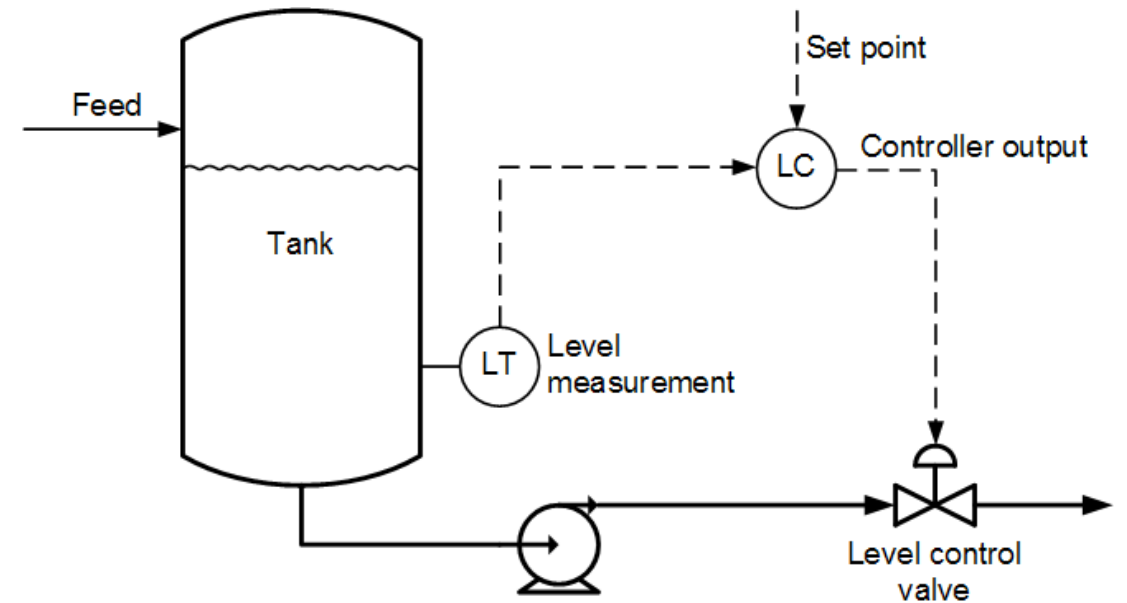 Set point
Feed
Controller output
LC
Tank
Level
measurement
LT
Level control
valve